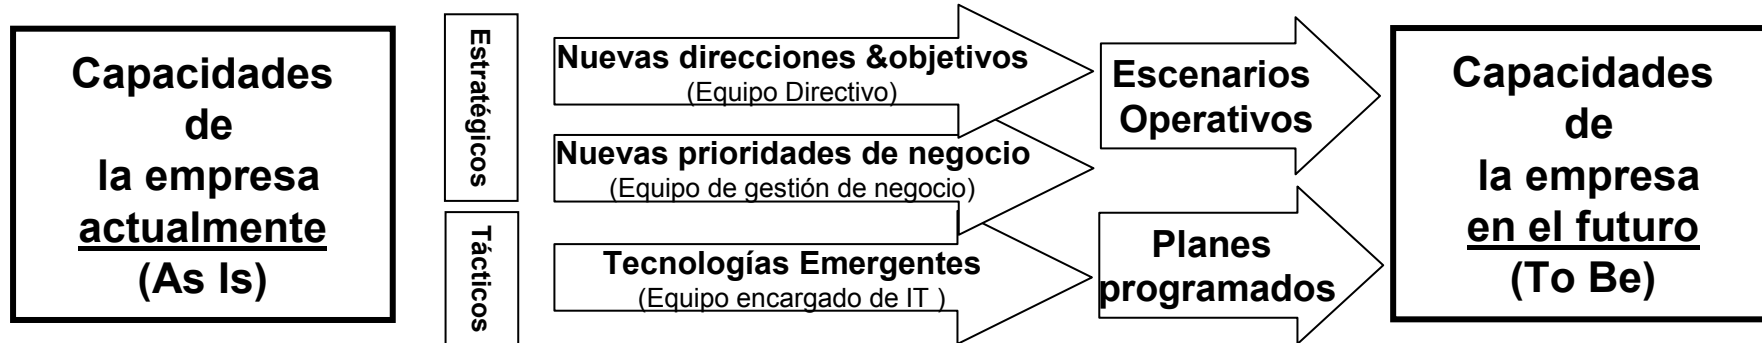 Capacidades
de
la empresa
actualmente
(As Is)
Estratégicos
Tácticos
Nuevas direcciones &objetivos
(Equipo Directivo)
Nuevas prioridades de negocio
(Equipo de gestión de negocio)
Tecnologías Emergentes
(Equipo encargado de IT )
Escenarios
Operativos
Planes
programados
Capacidades
de
la empresa
en el futuro
(To Be)